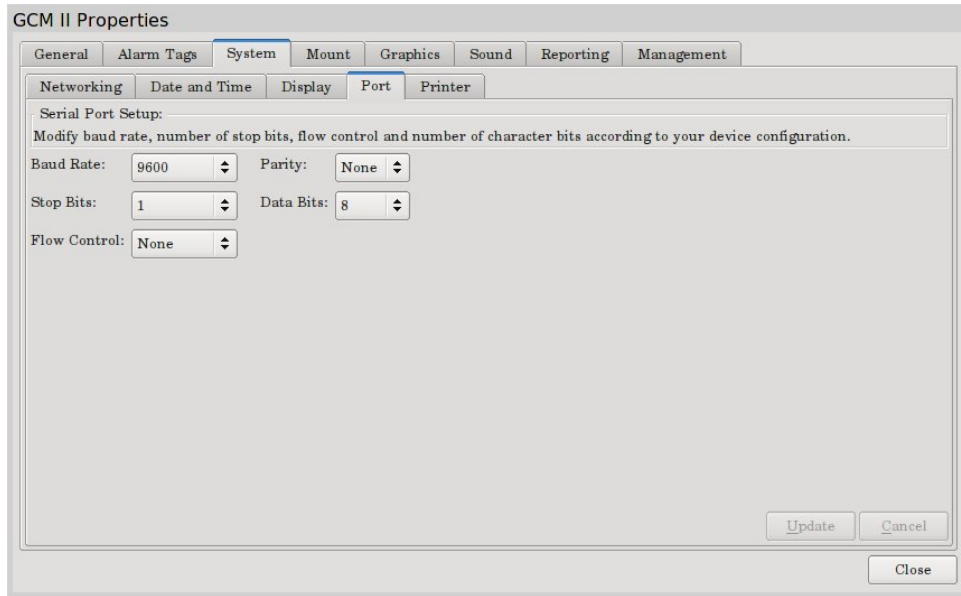 GCM II Properties
General Alarm Tags System Mount Graphics Sound Reporting Management
Networking Date and Time Display Port Printer
Serial Port Setup:
Modify baud rate, number of stop bits, flow control and number of character bits according to your device configuration.
Baud Rate: 9600 Parity: None
Stop Bits: 1 Data Bits: 8
Flow Control: None
Update Cancel
Close